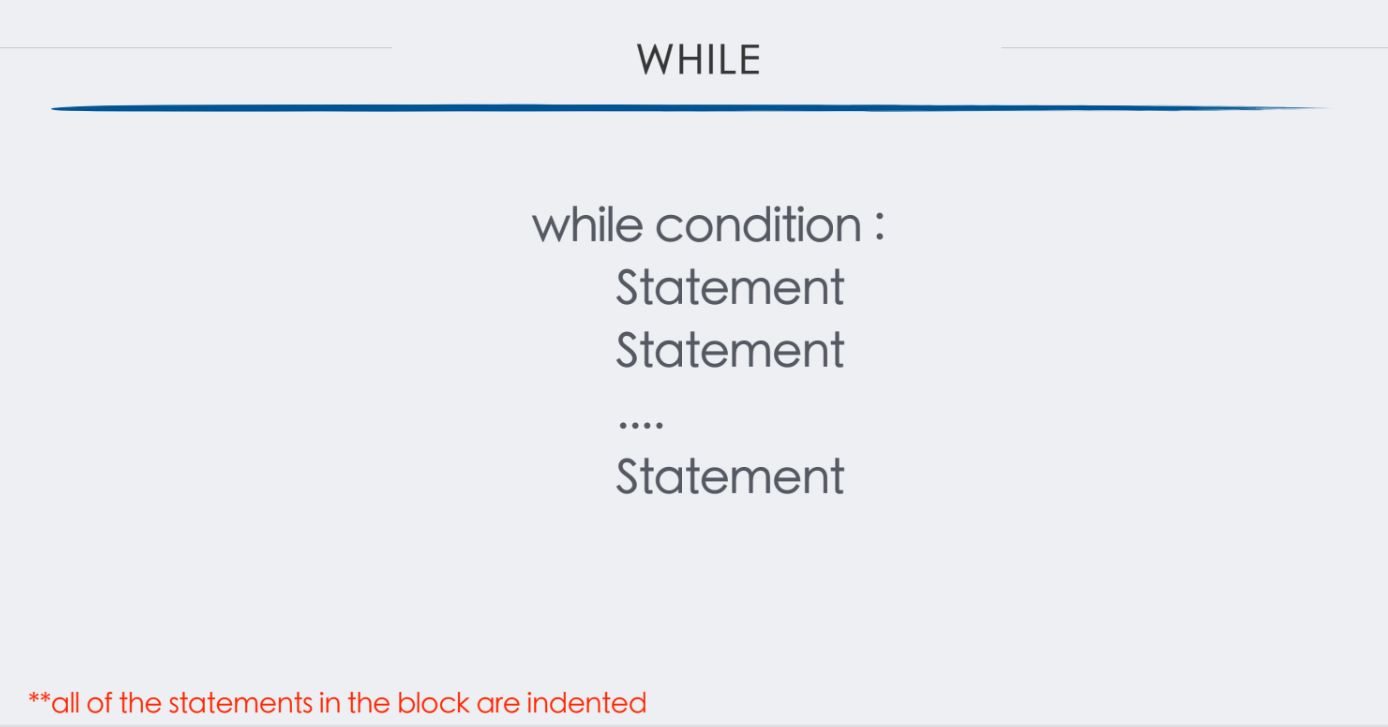 WHILE
while condition :
Statement
Statement
....
Statement
**all of the statements in the block are indented